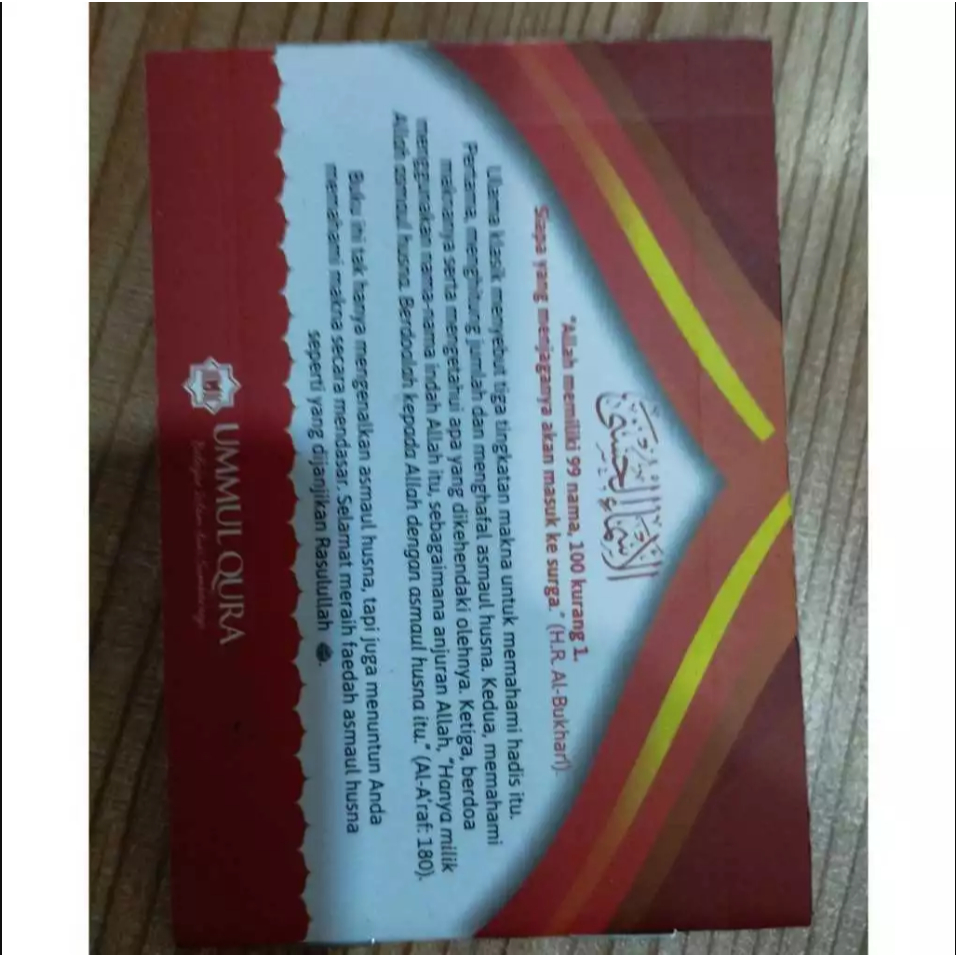 الأسماء الحسنى
"Allah memiliki 99 nama, 100 kurang 1.
Siapa yang menjaganya akan masuk ke surga." (H.R. Al-Bukhari)
Ulama klasik menyebut tiga tingkatan makna untuk memahami hadis itu.
Pertama, menghitung jumlah dan menghafal asmaul husna. Kedua, memahami
maknanya serta mengetahui apa yang dikehendaki olehnya. Ketiga, berdoa
menggunakan nama-nama indah Allah itu, sebagaimana anjuran Allah, "Hanya milik
Allah asmaul husna. Berdoalah kepada Allah dengan asmaul husna itu." (Al-A'raf: 180).
Buku ini tak hanya mengenalkan asmaul husna, tapi juga menuntun Anda
memahami makna secara mendasar. Selamat meraih faedah asmaul husna
seperti yang dijanjikan Rasulullah ﷺ.
UMMUL QURA